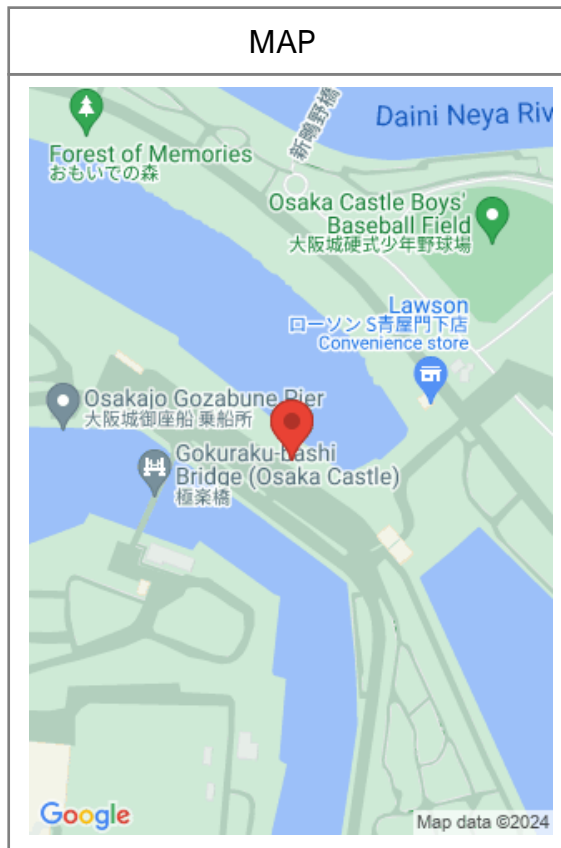 MAP
新鴫野橋
Daini Neya Riv
Forest of Memories
おもいでの森
Osaka Castle Boys'
Baseball Field
大阪城硬式少年野球場
Lawson
ローソン S青屋門下店
Convenience store
Osakajo Gozabune Pier
大阪城御座船 乗船所
Gokuraku-Bashi
Bridge (Osaka Castle)
極楽橋
Google
Map data ©2024